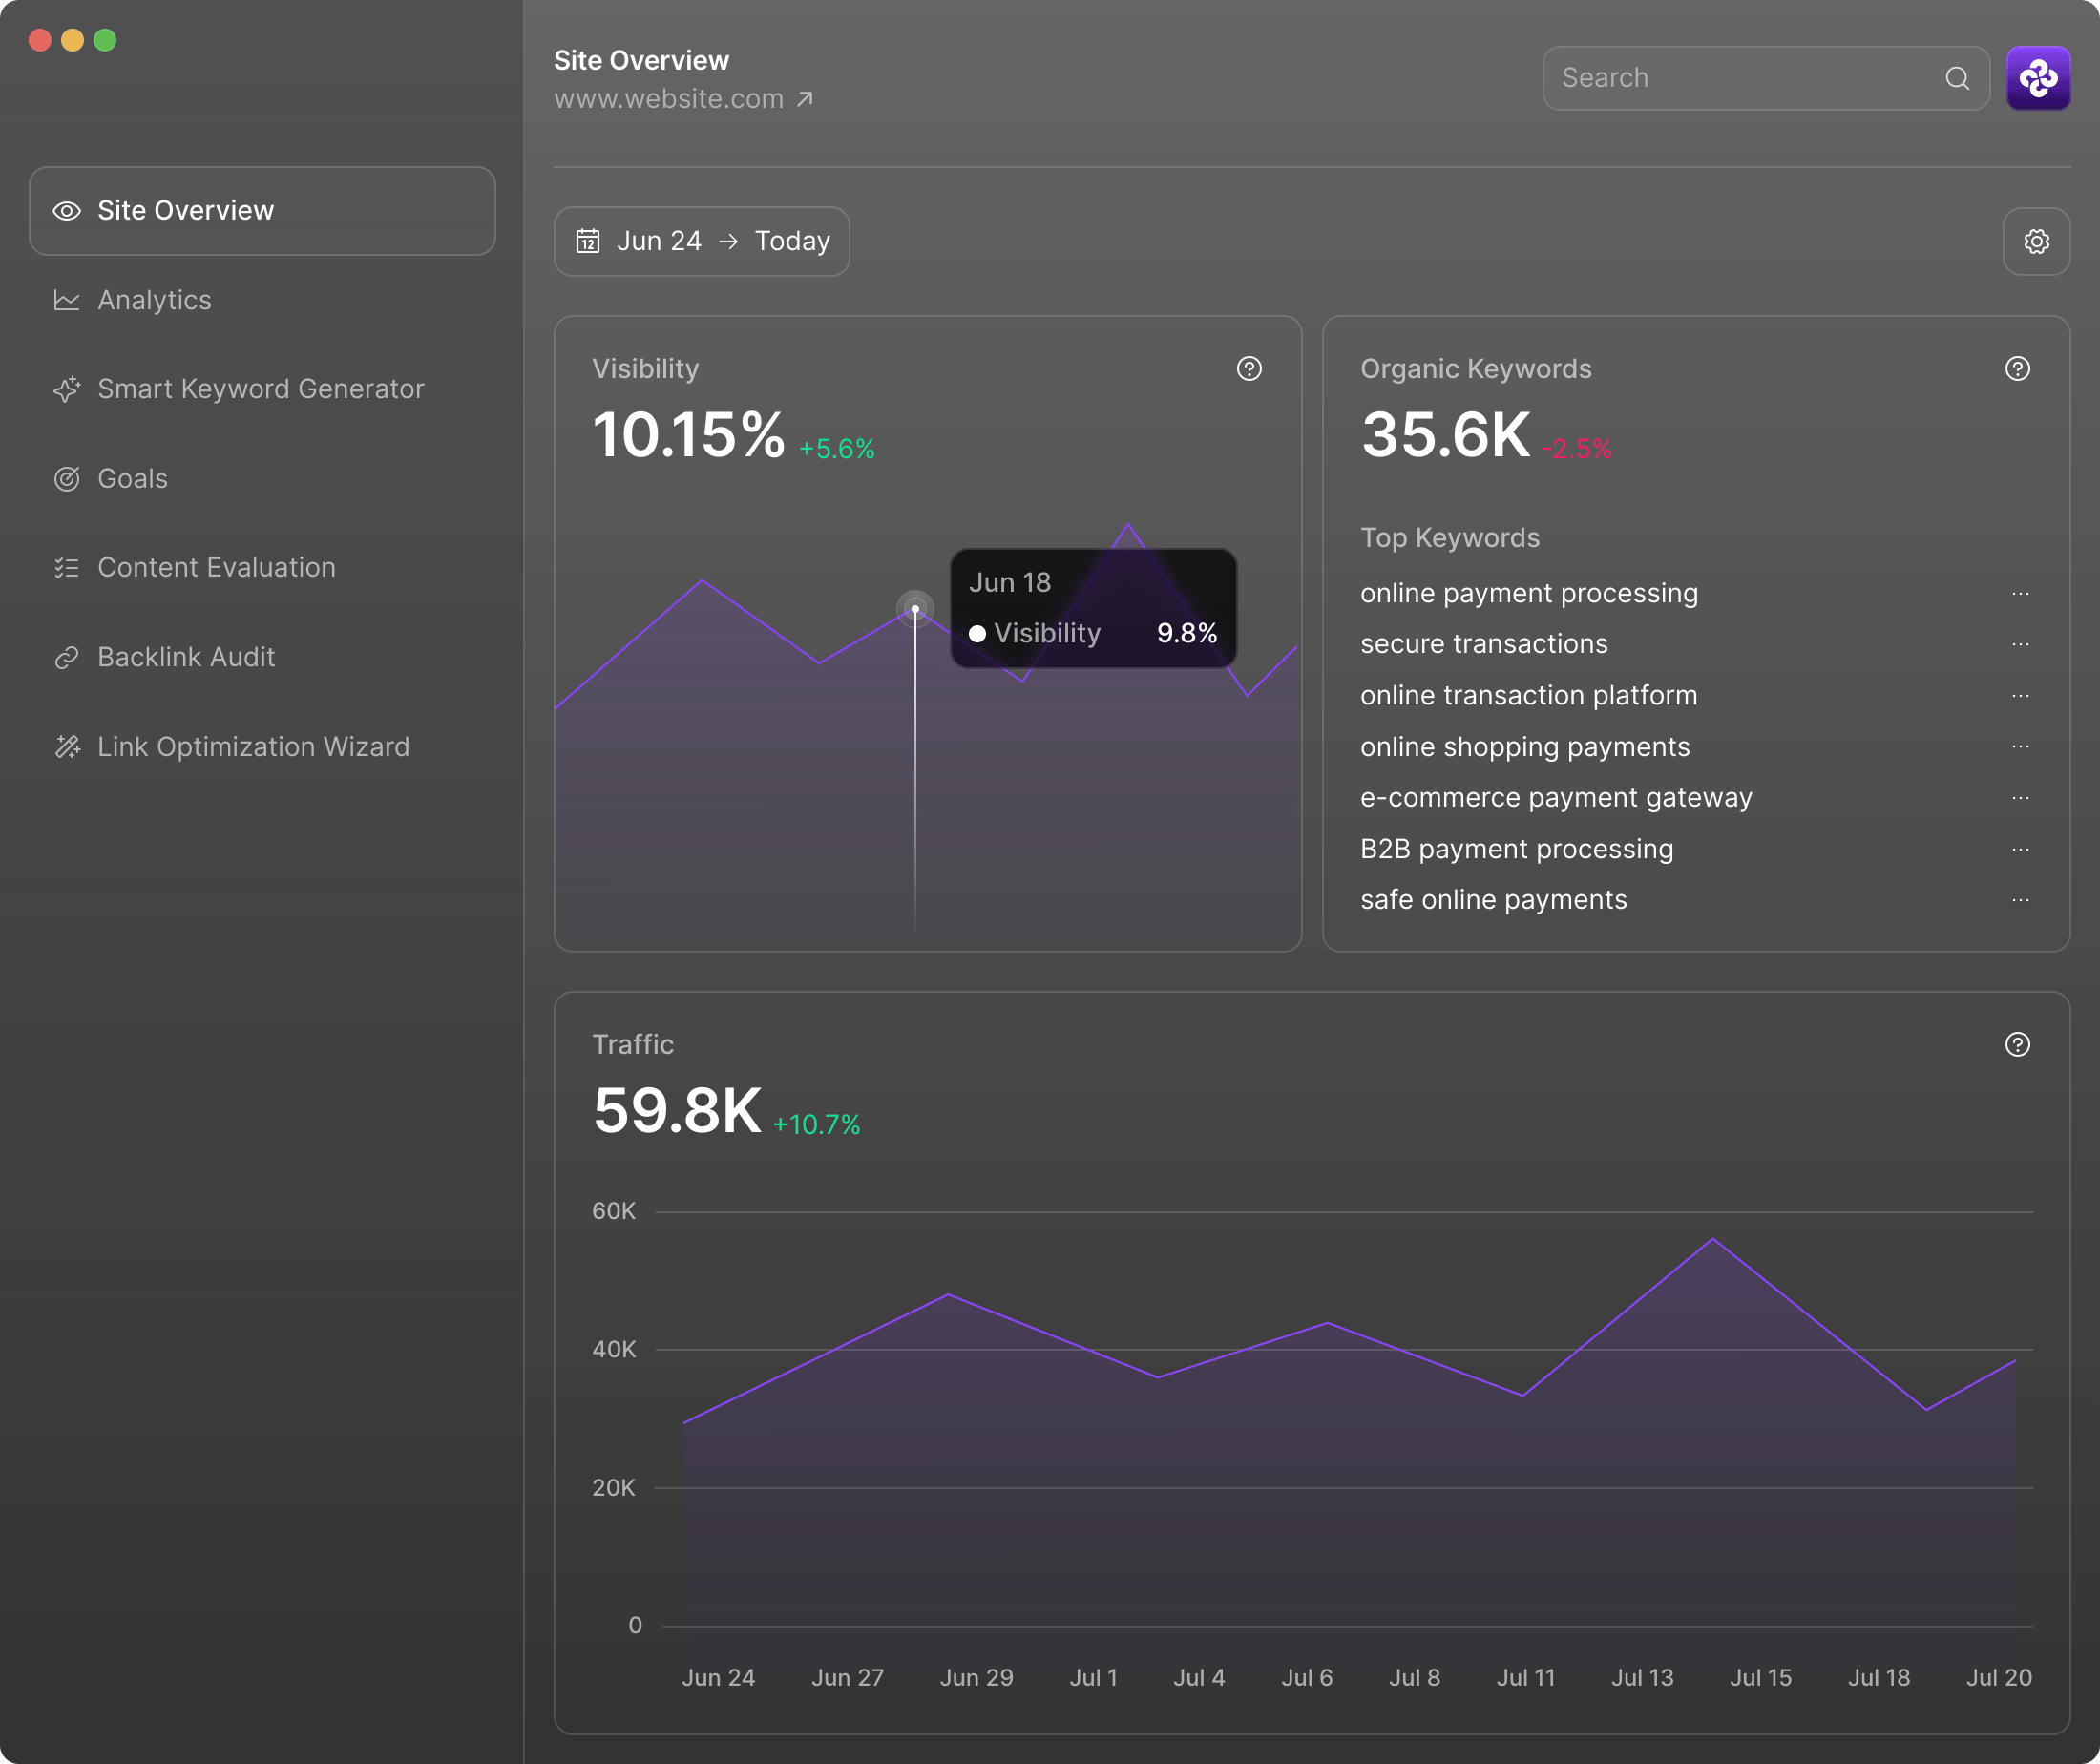 Site Overview
www.website.com
Search
Site Overview
Analytics
Smart Keyword Generator
Goals
Content Evaluation
Backlink Audit
Link Optimization Wizard
12 Jun 24 → Today
Visibility
10.15% +5.6%
Jun 18
Visibility 9.8%
Organic Keywords
35.6K -2.5%
Top Keywords
online payment processing
secure transactions
online transaction platform
online shopping payments
e-commerce payment gateway
B2B payment processing
safe online payments
Traffic
59.8K +10.7%
60K
40K
20K
0
Jun 24 Jun 27 Jun 29 Jul 1 Jul 4 Jul 6 Jul 8 Jul 11 Jul 13 Jul 15 Jul 18 Jul 20